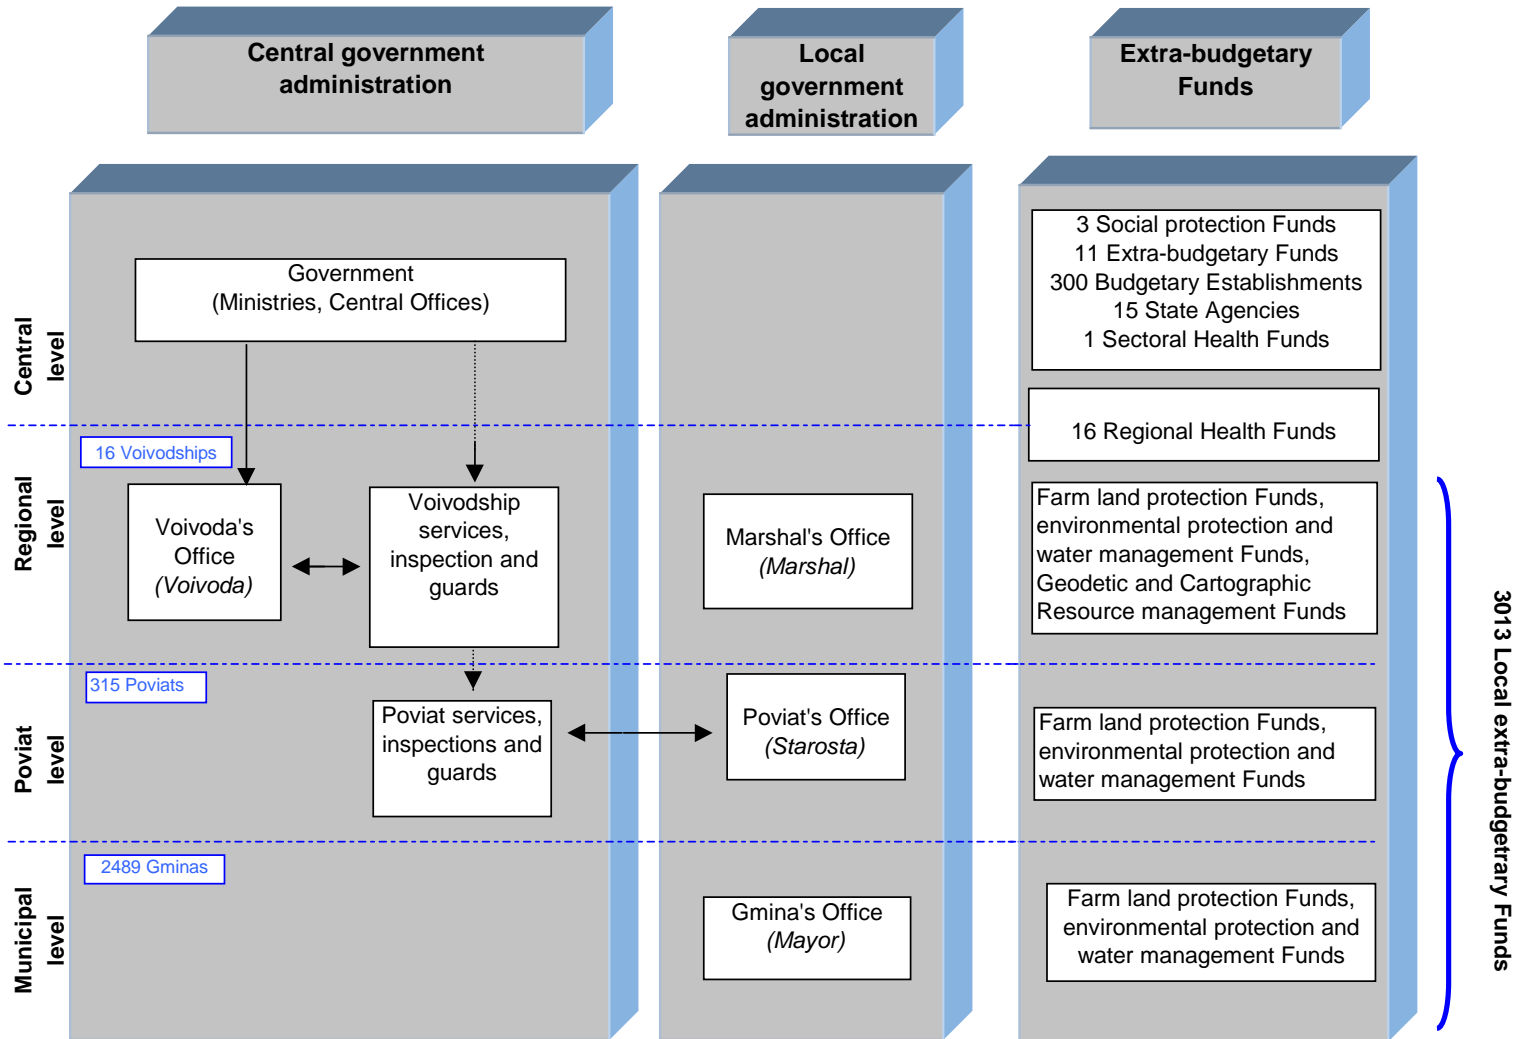 Central government
administration
Local
government
administration
Extra-budgetary
Funds
Central
level
Government
(Ministries, Central Offices)
3 Social protection Funds
11 Extra-budgetary Funds
300 Budgetary Establishments
15 State Agencies
1 Sectoral Health Funds
16 Regional Health Funds
Regional
level
16 Voivodships
Voivoda's
Office
(Voivoda)
Voivodship
services,
inspection and
guards
Marshal's Office
(Marshal)
Farm land protection Funds,
environmental protection and
water management Funds,
Geodetic and Cartographic
Resource management Funds
Poviat
level
315 Poviats
Poviat services,
inspections and
guards
Poviat's Office
(Starosta)
Farm land protection Funds,
environmental protection and
water management Funds
Municipal
level
2489 Gminas
Gmina's Office
(Mayor)
Farm land protection Funds,
environmental protection and
water management Funds
3013 Local extra-budgetrary Funds